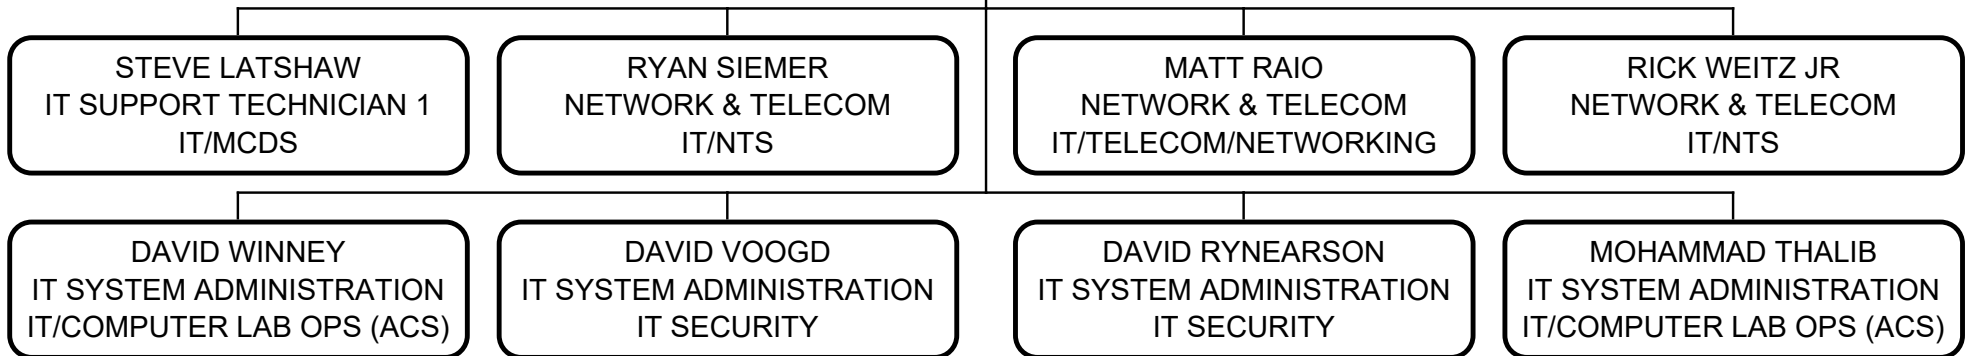 STEVE LATSHAW
IT SUPPORT TECHNICIAN 1
IT/MCDS
RYAN SIEMER
NETWORK & TELECOM
IT/NTS
MATT RAIO
NETWORK & TELECOM
IT/TELECOM/NETWORKING
RICK WEITZ JR
NETWORK & TELECOM
IT/NTS
DAVID WINNEY
IT SYSTEM ADMINISTRATION
IT/COMPUTER LAB OPS (ACS)
DAVID VOOGD
IT SYSTEM ADMINISTRATION
IT SECURITY
DAVID RYNEARSON
IT SYSTEM ADMINISTRATION
IT SECURITY
MOHAMMAD THALIB
IT SYSTEM ADMINISTRATION
IT/COMPUTER LAB OPS (ACS)